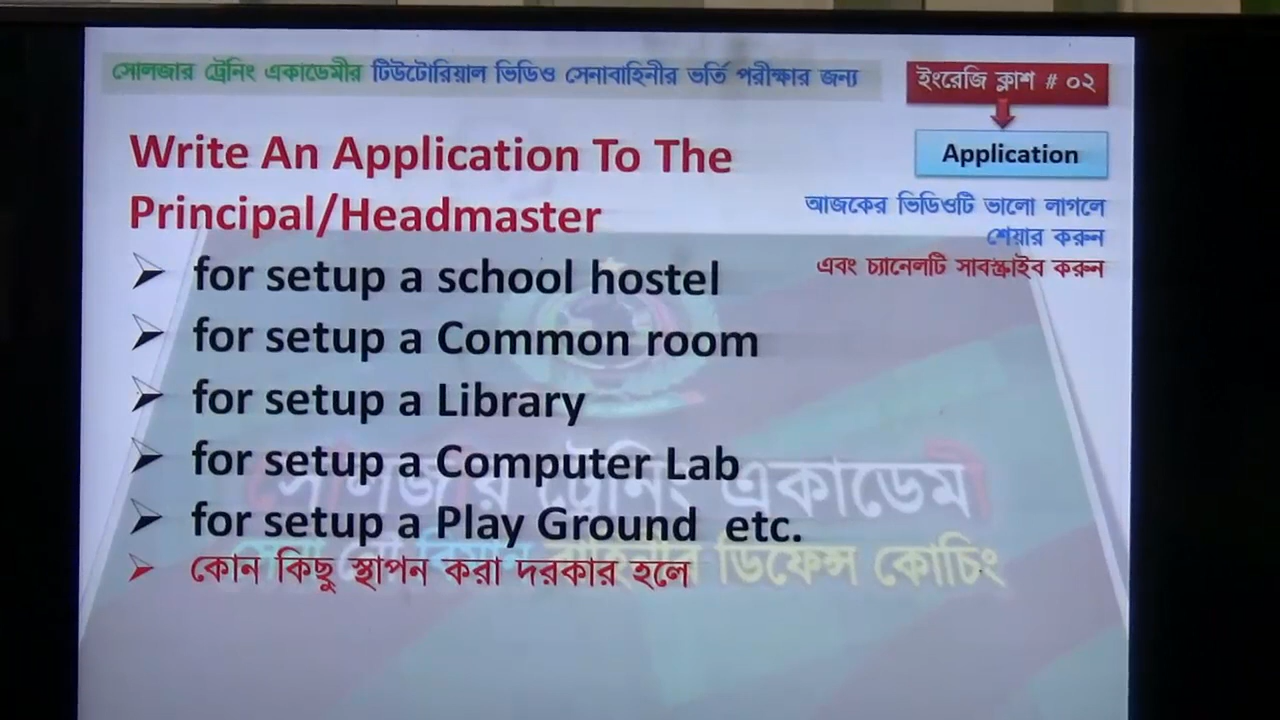 সোলজার ট্রেনিং একাডেমীর টিউটোরিয়াল ভিডিও সেনাবাহিনীর ভর্তি পরীক্ষার জন্য
ইংরেজি ক্লাশ # ০২
Application
Write An Application To The
Principal/Headmaster
আজকের ভিডিওটি ভালো লাগলে
শেয়ার করুন
এবং চ্যানেলটি সাবস্ক্রাইব করুন
for setup a school hostel
for setup a Common room
for setup a Library
for setup a Computer Lab
for setup a Play Ground etc.
কোন কিছু স্থাপন করা দরকার হলে
সোলজার ট্রেনিং একাডেমী
ডিফেন্স কোচিং